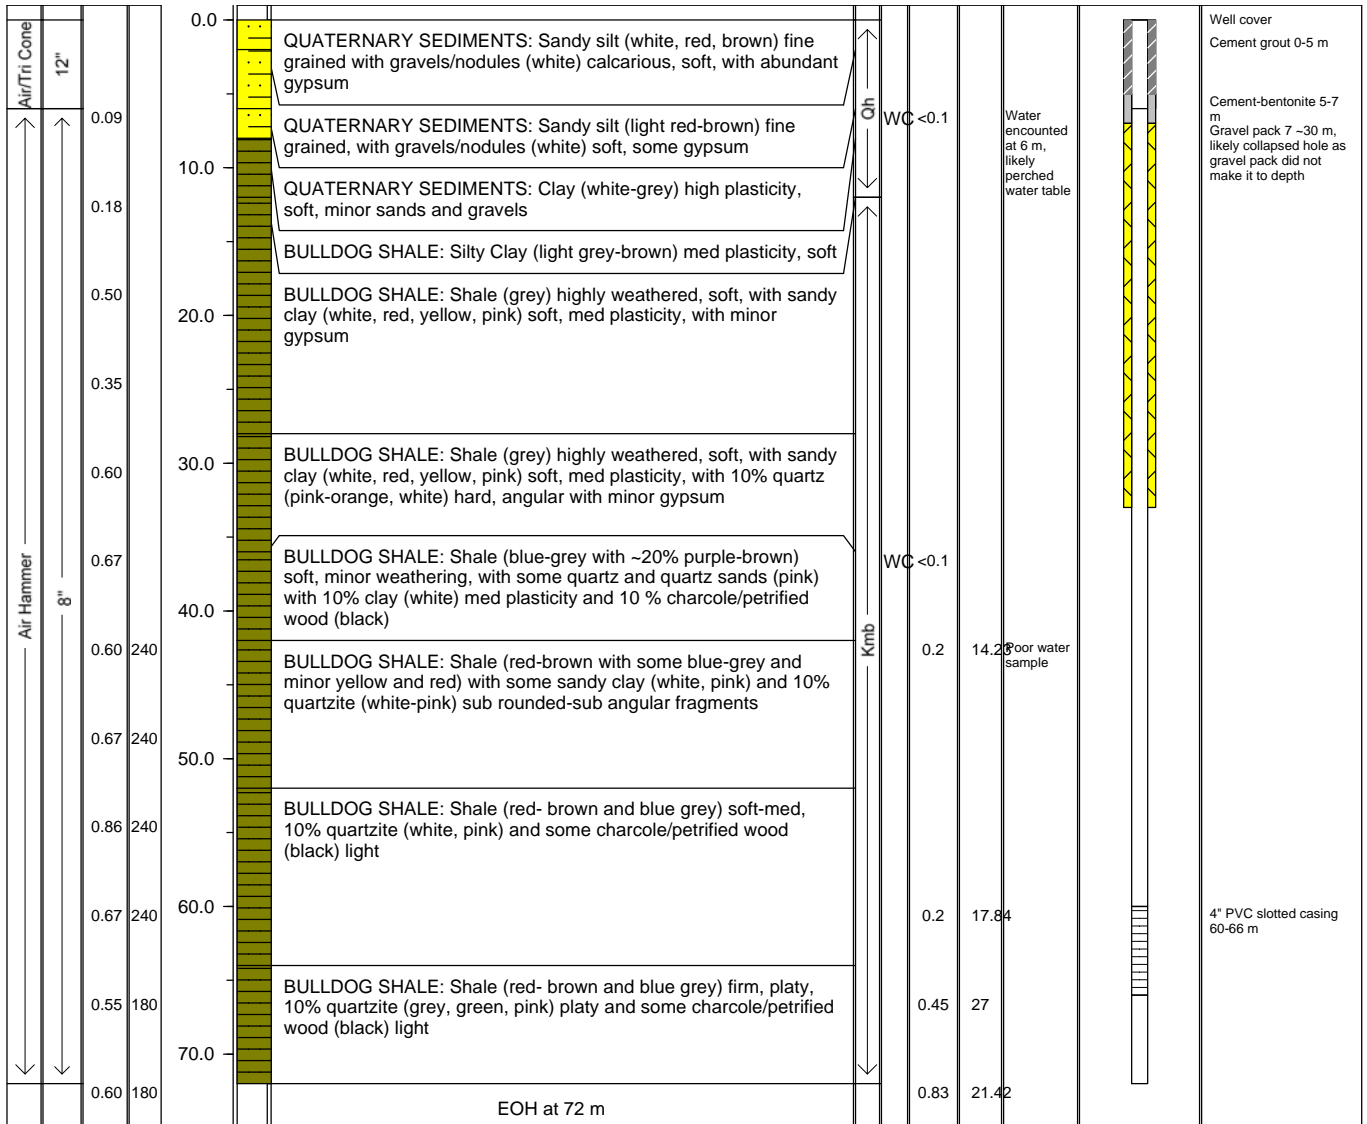 Air/Tri Cone
12"
Air Hammer
8"
0.09
0.18
0.50
0.35
0.60
0.67
0.60 240
0.67 240
0.86 240
0.67 240
0.55 180
0.60 180
0.0
10.0
20.0
30.0
40.0
50.0
60.0
70.0
QUATERNARY SEDIMENTS: Sandy silt (white, red, brown) fine
grained with gravels/nodules (white) calcarious, soft, with abundant
gypsum
QUATERNARY SEDIMENTS: Sandy silt (light red-brown) fine
grained, with gravels/nodules (white) soft, some gypsum
QUATERNARY SEDIMENTS: Clay (white-grey) high plasticity,
soft, minor sands and gravels
BULLDOG SHALE: Silty Clay (light grey-brown) med plasticity, soft
BULLDOG SHALE: Shale (grey) highly weathered, soft, with sandy
clay (white, red, yellow, pink) soft, med plasticity, with minor
gypsum
BULLDOG SHALE: Shale (grey) highly weathered, soft, with sandy
clay (white, red, yellow, pink) soft, med plasticity, with 10% quartz
(pink-orange, white) hard, angular with minor gypsum
BULLDOG SHALE: Shale (blue-grey with ~20% purple-brown)
soft, minor weathering, with some quartz and quartz sands (pink)
with 10% clay (white) med plasticity and 10 % charcole/petrified
wood (black)
BULLDOG SHALE: Shale (red-brown with some blue-grey and
minor yellow and red) with some sandy clay (white, pink) and 10%
quartzite (white-pink) sub rounded-sub angular fragments
BULLDOG SHALE: Shale (red- brown and blue grey) soft-med,
10% quartzite (white, pink) and some charcole/petrified wood
(black) light
BULLDOG SHALE: Shale (red- brown and blue grey) firm, platy,
10% quartzite (grey, green, pink) platy and some charcole/petrified
wood (black) light
EOH at 72 m
Qh
Kmb
WC <0.1
WC <0.1
0.2 14.23
0.2 17.84
0.45 27
0.83 21.42
Water
encounted
at 6 m,
likely
perched
water table
Poor water
sample
Well cover
Cement grout 0-5 m
Cement-bentonite 5-7
m
Gravel pack 7 ~30 m,
likely collapsed hole as
gravel pack did not
make it to depth
4" PVC slotted casing
60-66 m